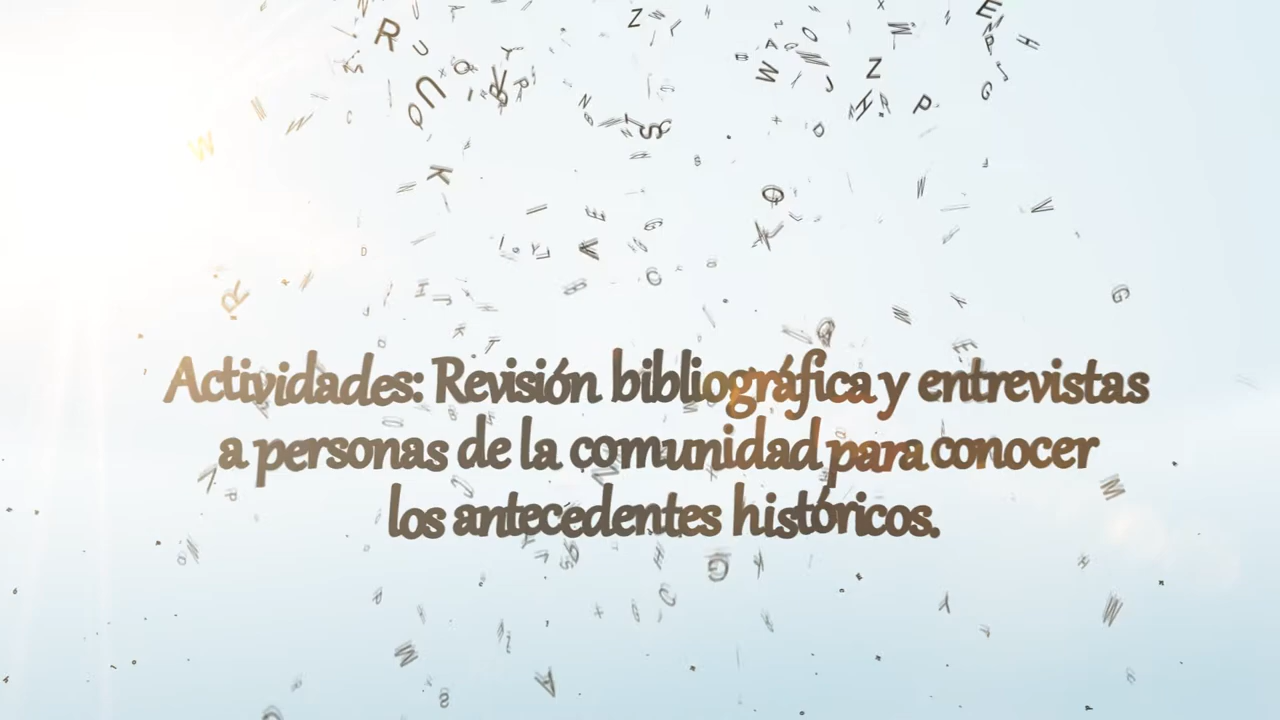 Actividades: Revisión bibliográfica y entrevistas
a personas de la comunidad para conocer
los antecedentes históricos.